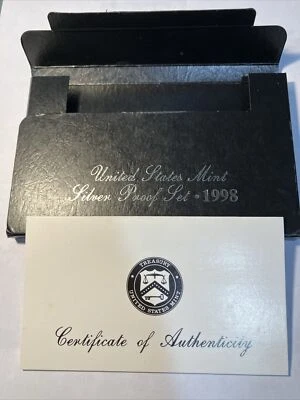 United States Mint
Silver Proof Set • 1998
TREASURY
UNITED STATES MINT
Certificate of Authenticity